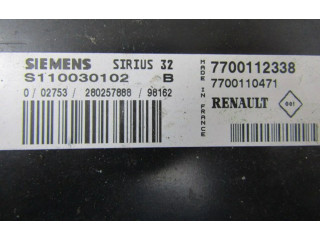 SIEMENS SIRIUS 32
S110030102 B
0 / 02753 / 280257888 / 98162
MADE IN FRANCE
7700112338
7700110471
RENAULT